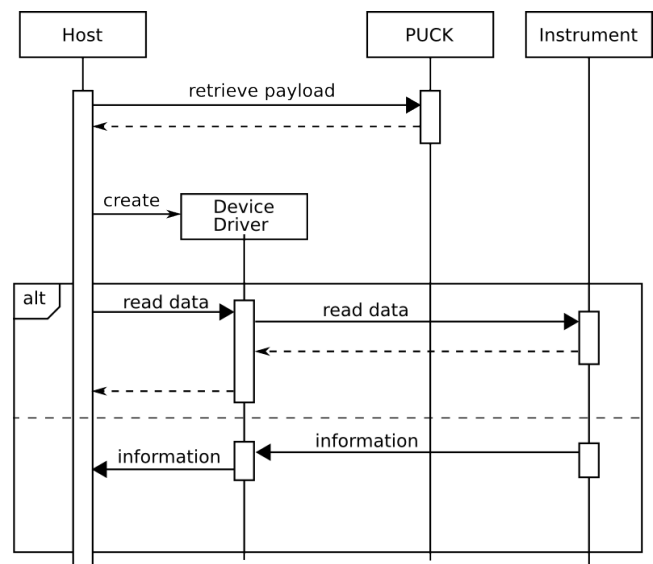 Host
PUCK
Instrument
retrieve payload
create
Device
Driver
alt
read data
read data
information
information